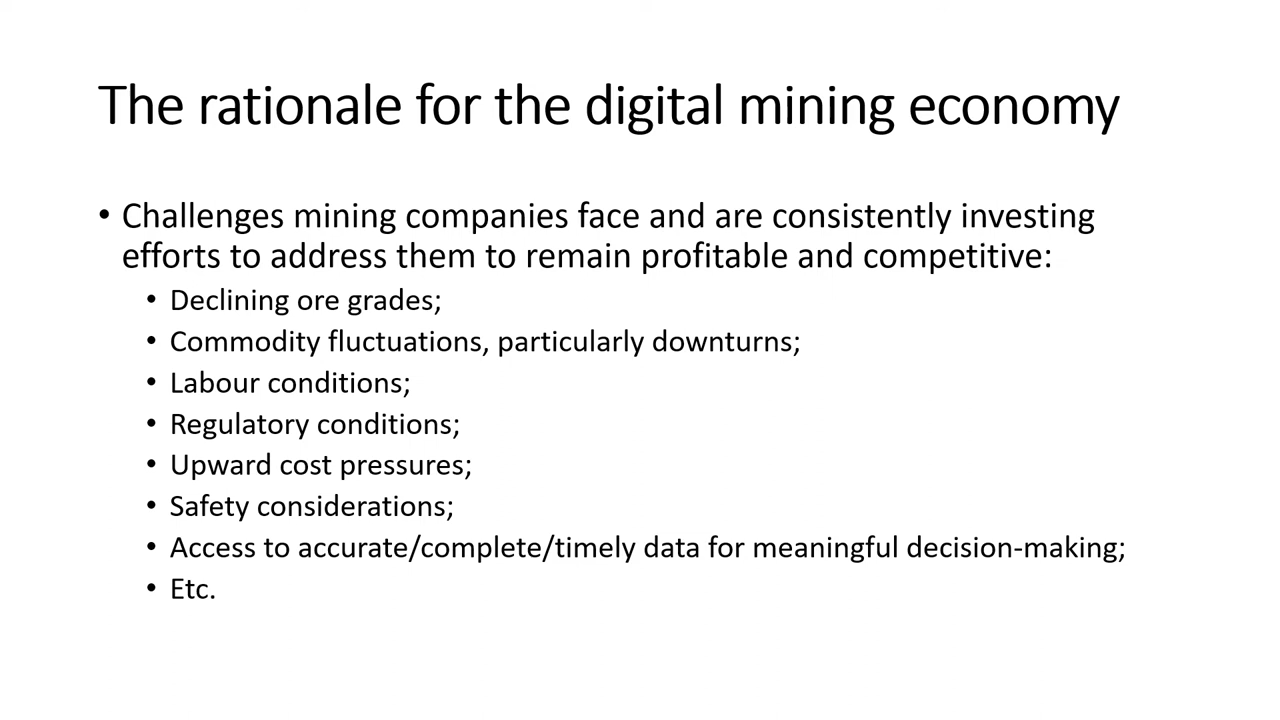 The rationale for the digital mining economy
• Challenges mining companies face and are consistently investing
efforts to address them to remain profitable and competitive:
• Declining ore grades;
• Commodity fluctuations, particularly downturns;
• Labour conditions;
• Regulatory conditions;
• Upward cost pressures;
• Safety considerations;
• Access to accurate/complete/timely data for meaningful decision-making;
• Etc.